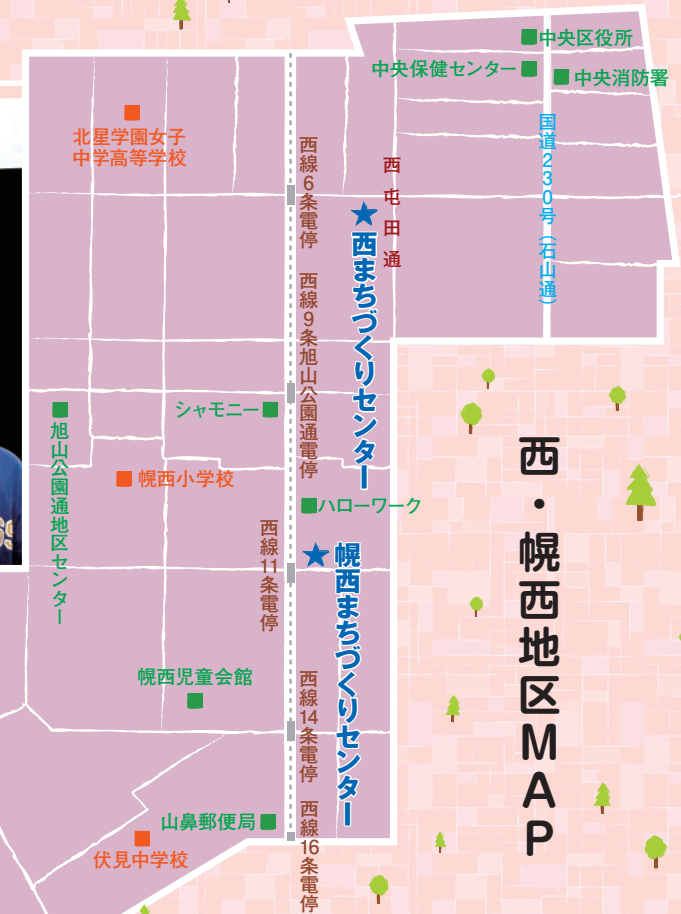 中央区役所
中央保健センター
中央消防署
北星学園女子
中学高等学校
国道230号（石山通）
西線6条電停
西屯田通
西まちづくりセンター
西線9条旭山公園通電停
シャモニー
旭山公園通地区センター
幌西小学校
ハローワーク
西線11条電停
幌西まちづくりセンター
幌西児童会館
西線14条電停
山鼻郵便局
伏見中学校
西線16条電停
西・幌西地区MAP